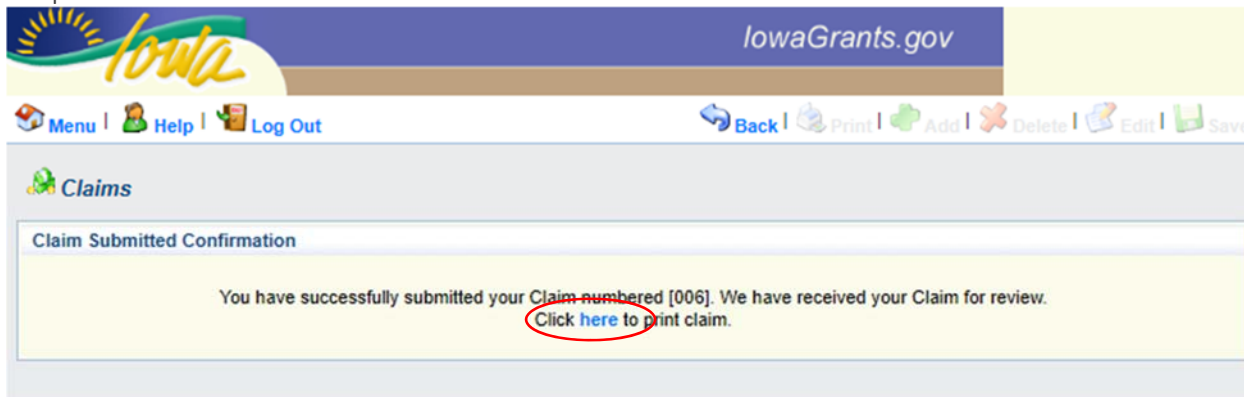 Iowa
IowaGrants.gov
Menu | Help | Log Out
Back | Print | Add | Delete | Edit | Save
Claims
Claim Submitted Confirmation
You have successfully submitted your Claim numbered [006]. We have received your Claim for review.
Click here to print claim.